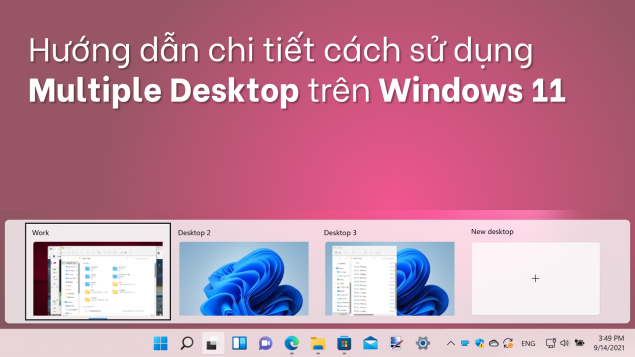 Hướng dẫn chi tiết cách sử dụng
Multiple Desktop trên Windows 11
Work
Desktop 2
Desktop 3
New desktop
ENG
3:49 PM
9/14/2021